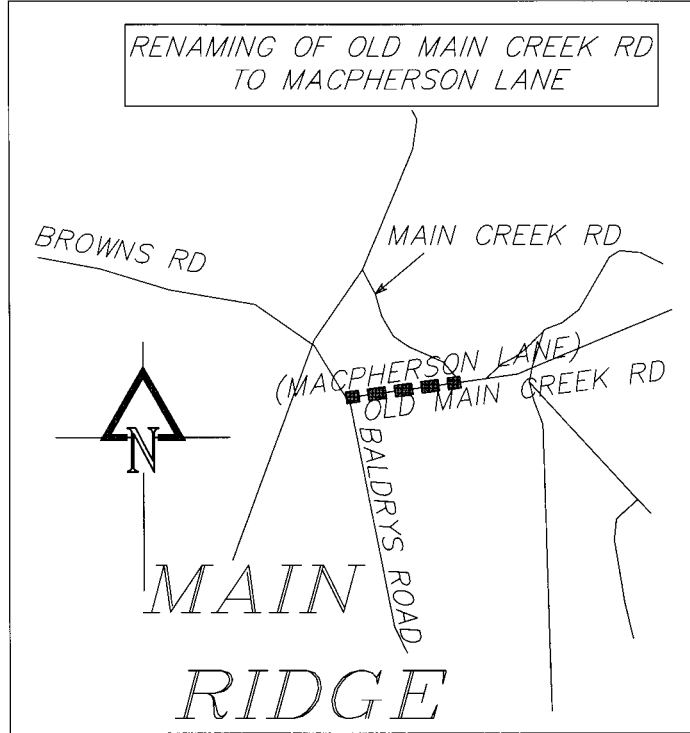 RENAMING OF OLD MAIN CREEK RD
TO MACPHERSON LANE
BROWNS RD
MAIN CREEK RD
(MACPHERSON LANE)
OLD MAIN CREEK RD
N
BALDRYS ROAD
MAIN
RIDGE